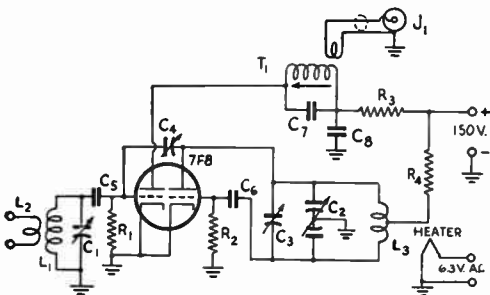 J1
T1
C7
R3
+
150V.
-
C8
C4
7F8
R4
C5
C6
L2
L1
C1
R1
R2
C3
C2
L3
HEATER
6.3V. A.C.